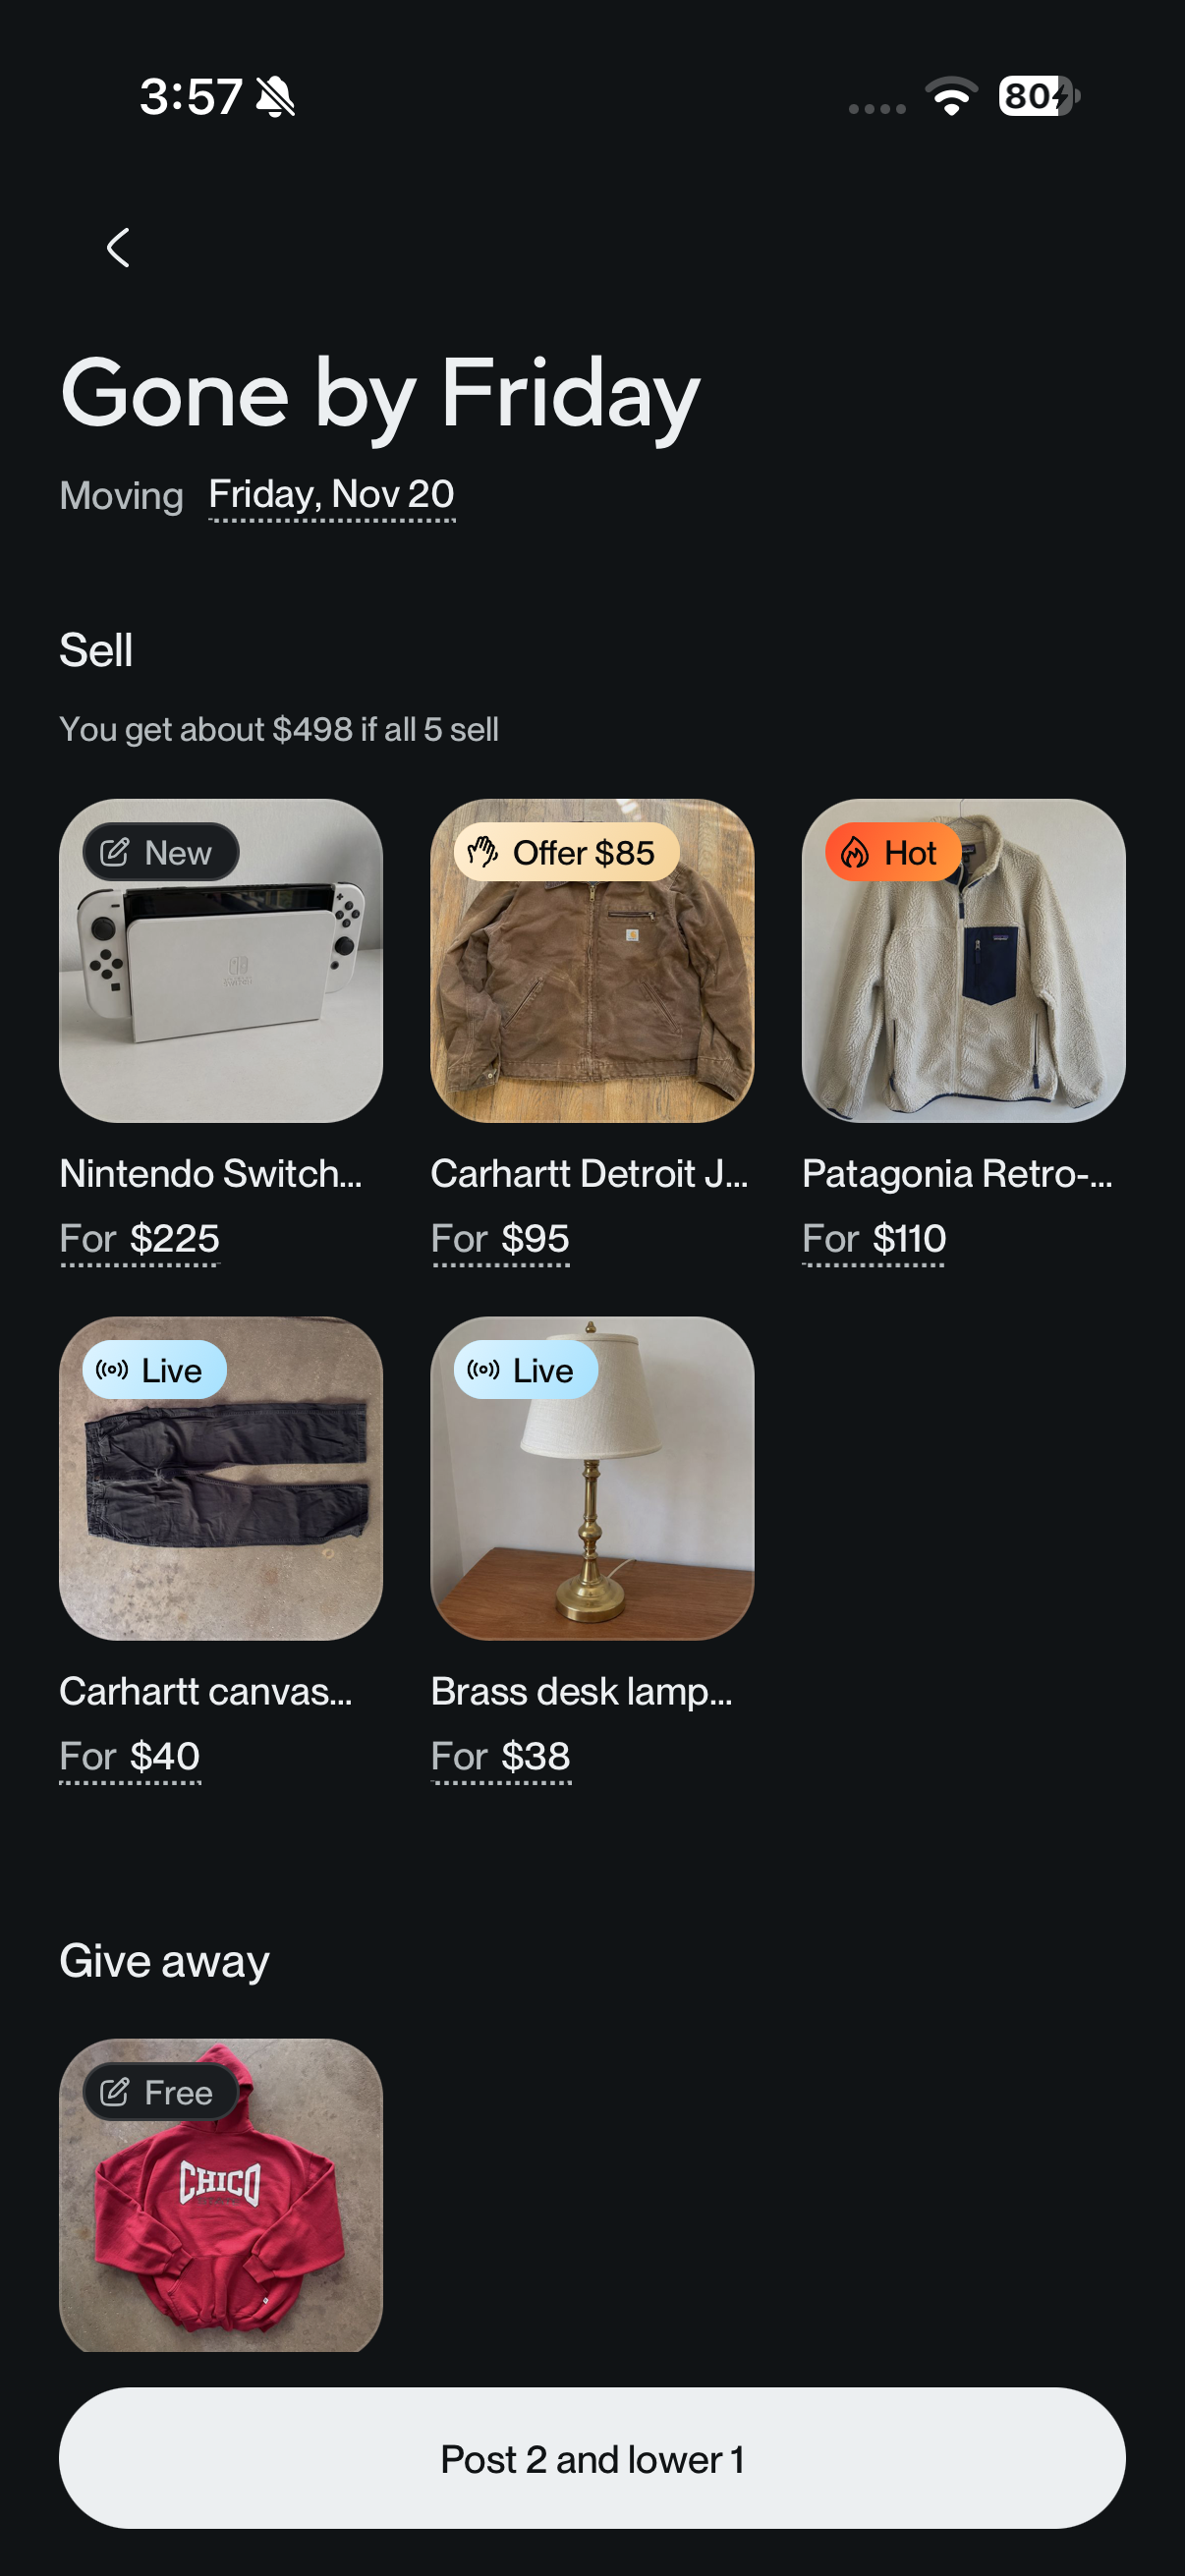 3:57
80
Gone by Friday
Moving Friday, Nov 20
Sell
You get about $498 if all 5 sell
New
Offer $85
Hot
Nintendo Switch...
Carhartt Detroit J...
Patagonia Retro-...
For $225
For $95
For $110
Live
Live
Carhartt canvas...
Brass desk lamp...
For $40
For $38
Give away
Free
CHICO
Post 2 and lower 1